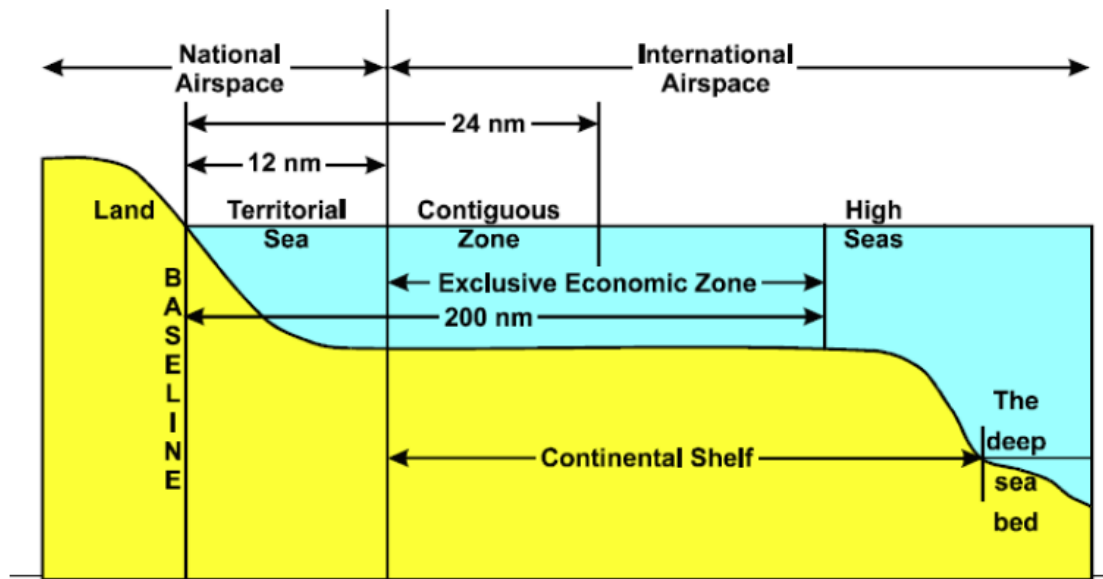 National
Airspace
International
Airspace
24 nm
12 nm
Land
Territorial
Sea
Contiguous
Zone
High
Seas
BASELINE
Exclusive Economic Zone
200 nm
Continental Shelf
The
deep
sea
bed